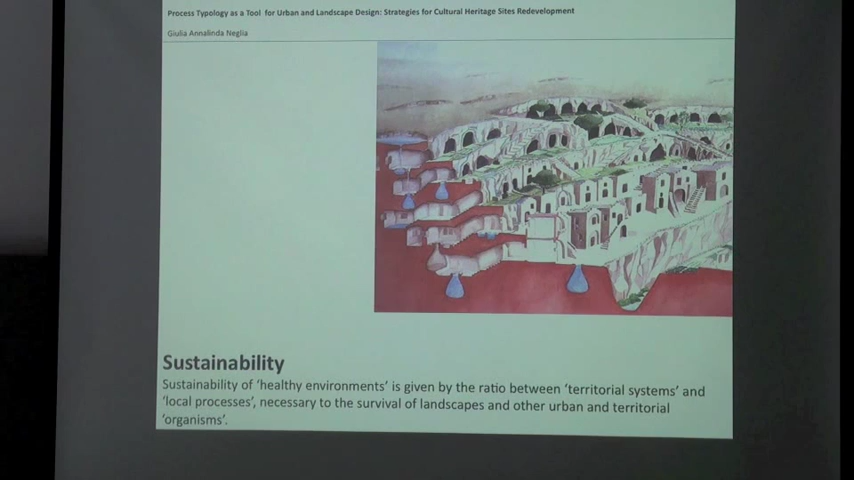 Process Typology as a Tool for Urban and Landscape Design: Strategies for Cultural Heritage Sites Redevelopment
Giulia Annalinda Neglia
Sustainability
Sustainability of 'healthy environments' is given by the ratio between 'territorial systems' and
'local processes', necessary to the survival of landscapes and other urban and territorial
'organisms'.